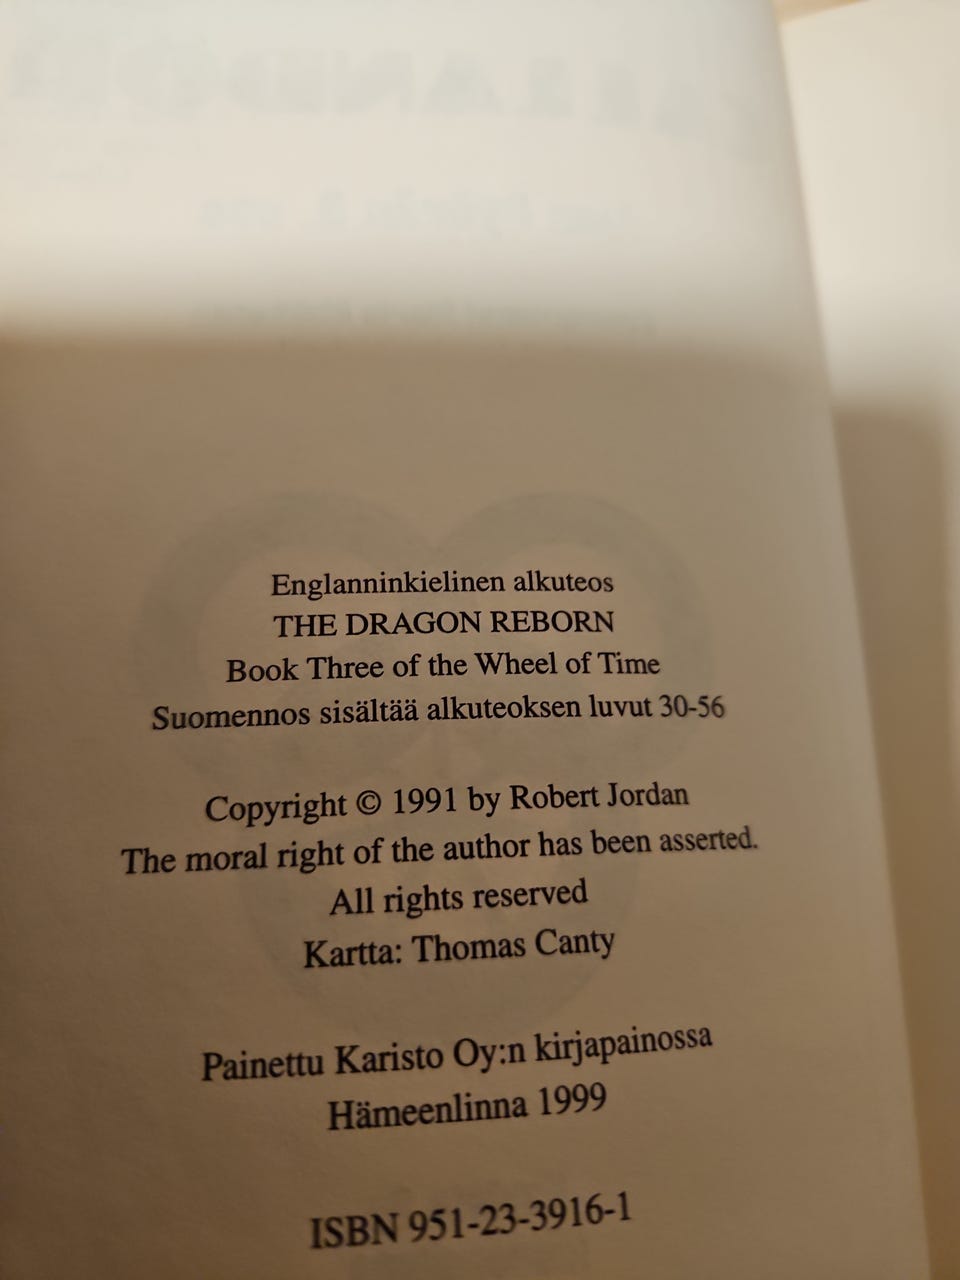 Englanninkielinen alkuteos
THE DRAGON REBORN
Book Three of the Wheel of Time
Suomennos sisältää alkuteoksen luvut 30-56
Copyright © 1991 by Robert Jordan
The moral right of the author has been asserted.
All rights reserved
Kartta: Thomas Canty
Painettu Karisto Oy:n kirjapainossa
Hämeenlinna 1999
ISBN 951-23-3916-1